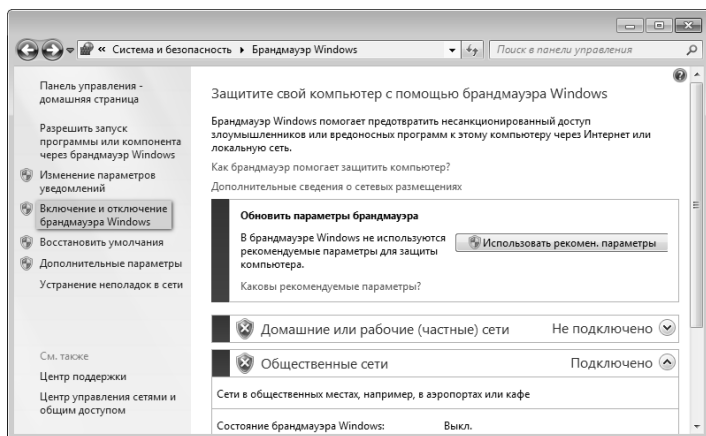 « Система и безопасность ▸ Брандмауэр Windows
Поиск в панели управления
Панель управления -
домашняя страница
Разрешить запуск
программы или компонента
через брандмауэр Windows
Изменение параметров
уведомлений
Включение и отключение
брандмауэра Windows
Восстановить умолчания
Дополнительные параметры
Устранение неполадок в сети
См. также
Центр поддержки
Центр управления сетями и
общим доступом
Защитите свой компьютер с помощью брандмауэра Windows
Брандмауэр Windows помогает предотвратить несанкционированный доступ
злоумышленников или вредоносных программ к этому компьютеру через Интернет или
локальную сеть.
Как брандмауэр помогает защитить компьютер?
Дополнительные сведения о сетевых размещениях
Обновить параметры брандмауэра
В брандмауэре Windows не используются
рекомендуемые параметры для защиты
компьютера.
Использовать рекомен. параметры
Каковы рекомендуемые параметры?
Домашние или рабочие (частные) сети Не подключено
Общественные сети Подключено
Сети в общественных местах, например, в аэропортах или кафе
Состояние брандмауэра Windows: Выкл.